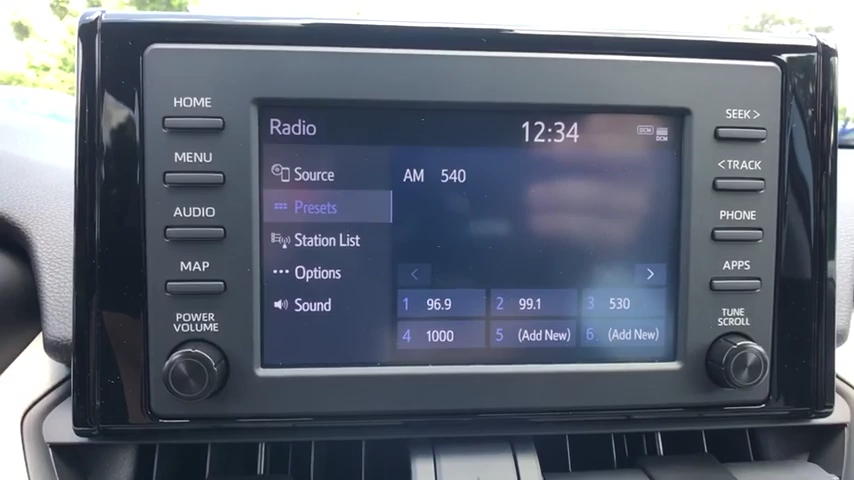 HOME
MENU
AUDIO
MAP
POWER
VOLUME
Radio
12:34
DCM
DCM
Source
Presets
Station List
Options
Sound
AM 540
< >
1 96.9 2 99.1 3 530
4 1000 5 (Add New) 6 (Add New)
SEEK >
< TRACK
PHONE
APPS
TUNE
SCROLL